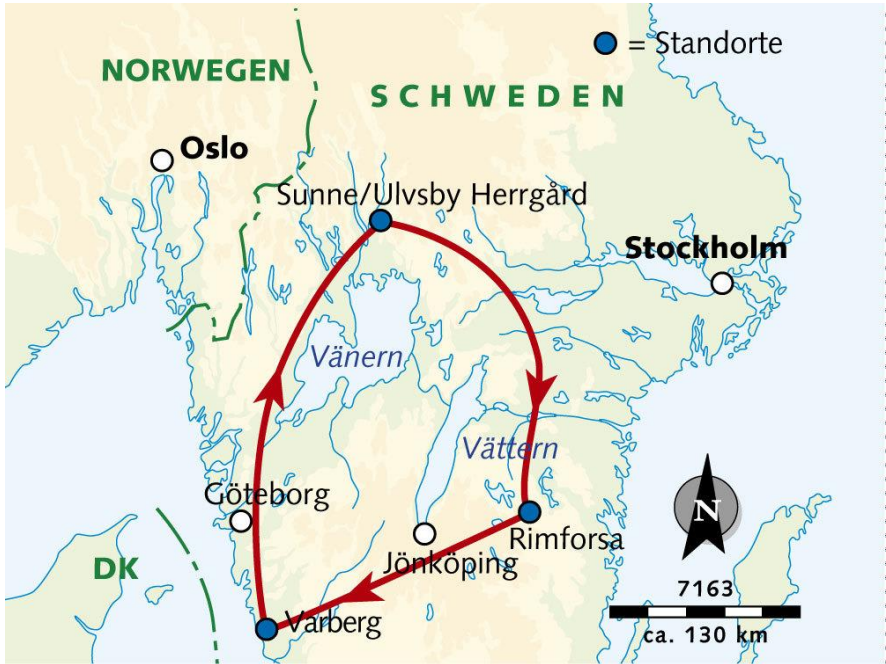 = Standorte
NORWEGEN
SCHWEDEN
Oslo
Sunne/Ulvsby Herrgård
Stockholm
Vänern
Vättern
Göteborg
N
Rimforsa
Jönköping
DK
7163
Varberg
ca. 130 km